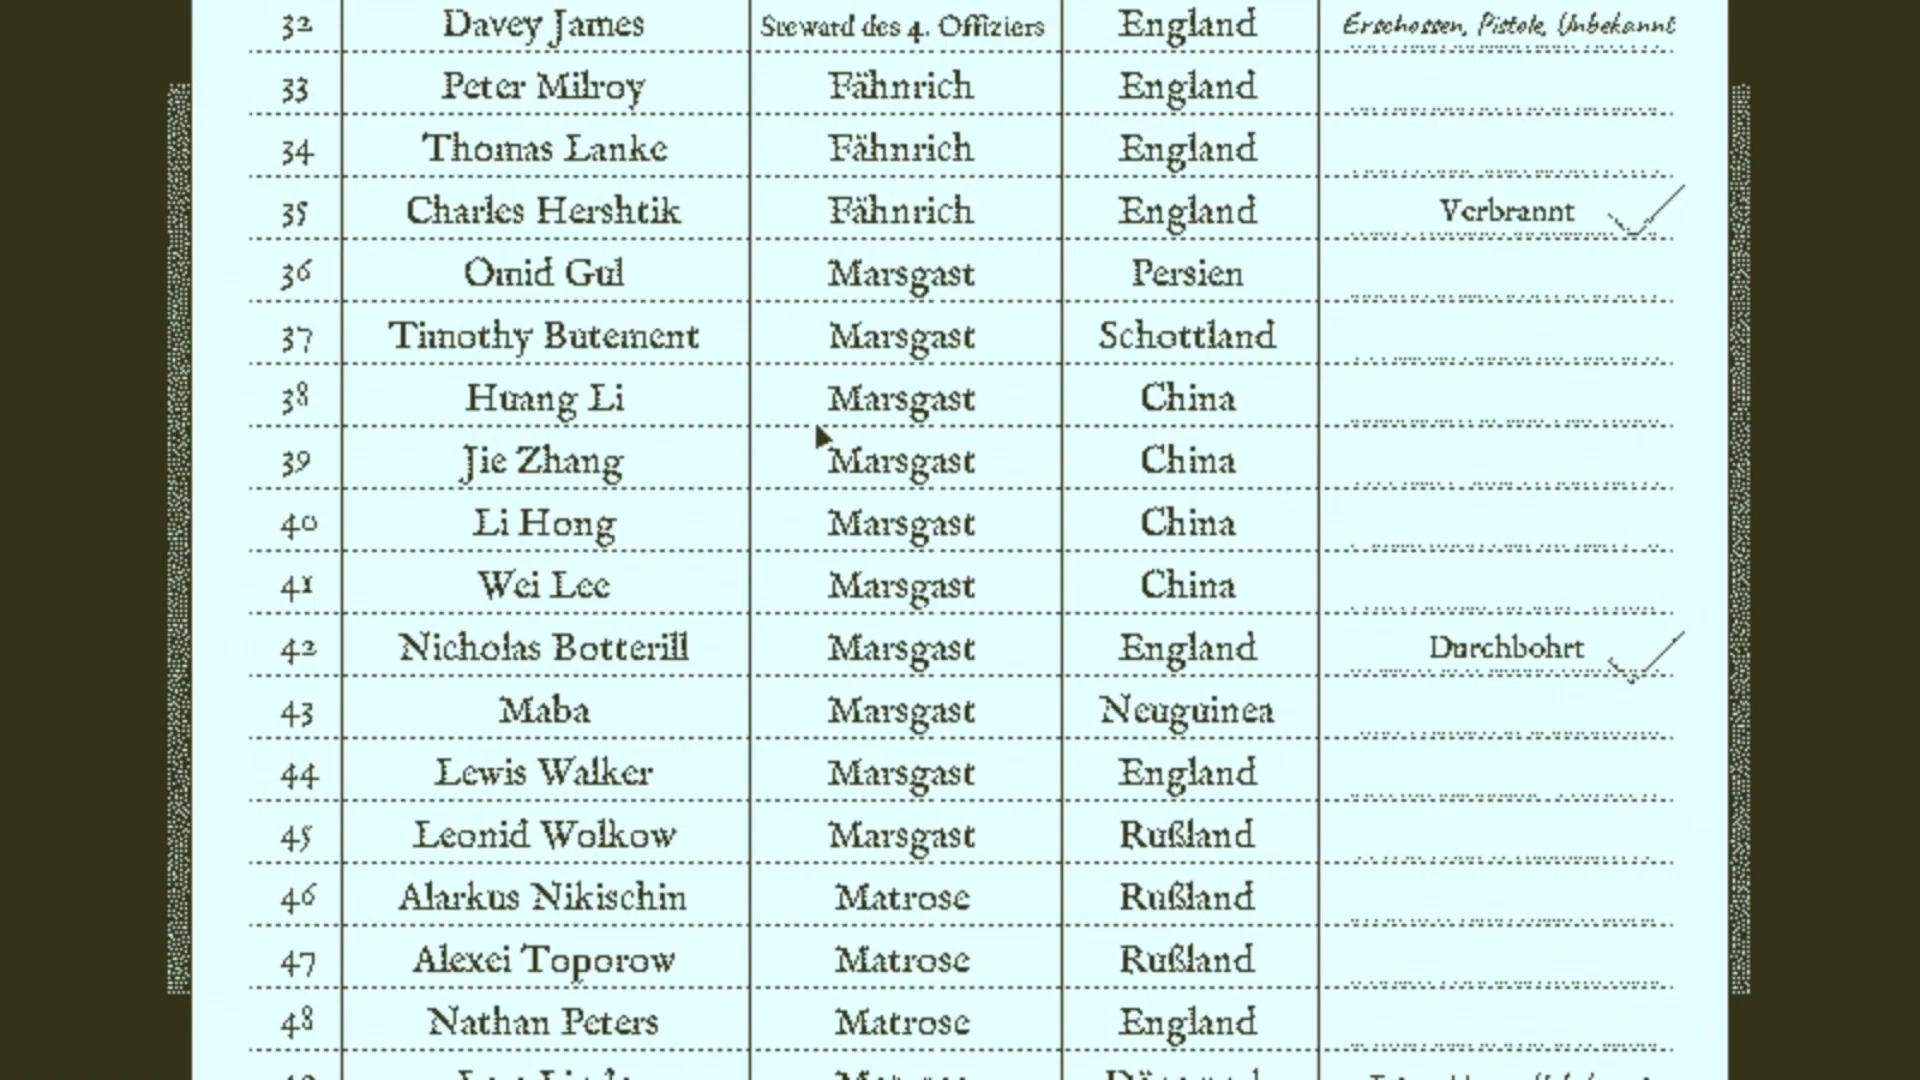 32 Davey James Steward des 4. Offiziers England Erschossen, Pistole, Unbekannt
33 Peter Milroy Fähnrich England
34 Thomas Lanke Fähnrich England
35 Charles Hershtik Fähnrich England Verbrannt
36 Omid Gul Marsgast Persien
37 Timothy Butement Marsgast Schottland
38 Huang Li Marsgast China
39 Jie Zhang Marsgast China
40 Li Hong Marsgast China
41 Wei Lee Marsgast China
42 Nicholas Botterill Marsgast England Durchbohrt
43 Maba Marsgast Neuguinea
44 Lewis Walker Marsgast England
45 Leonid Wolkow Marsgast Rußland
46 Alarkus Nikischin Matrose Rußland
47 Alexei Toporow Matrose Rußland
48 Nathan Peters Matrose England